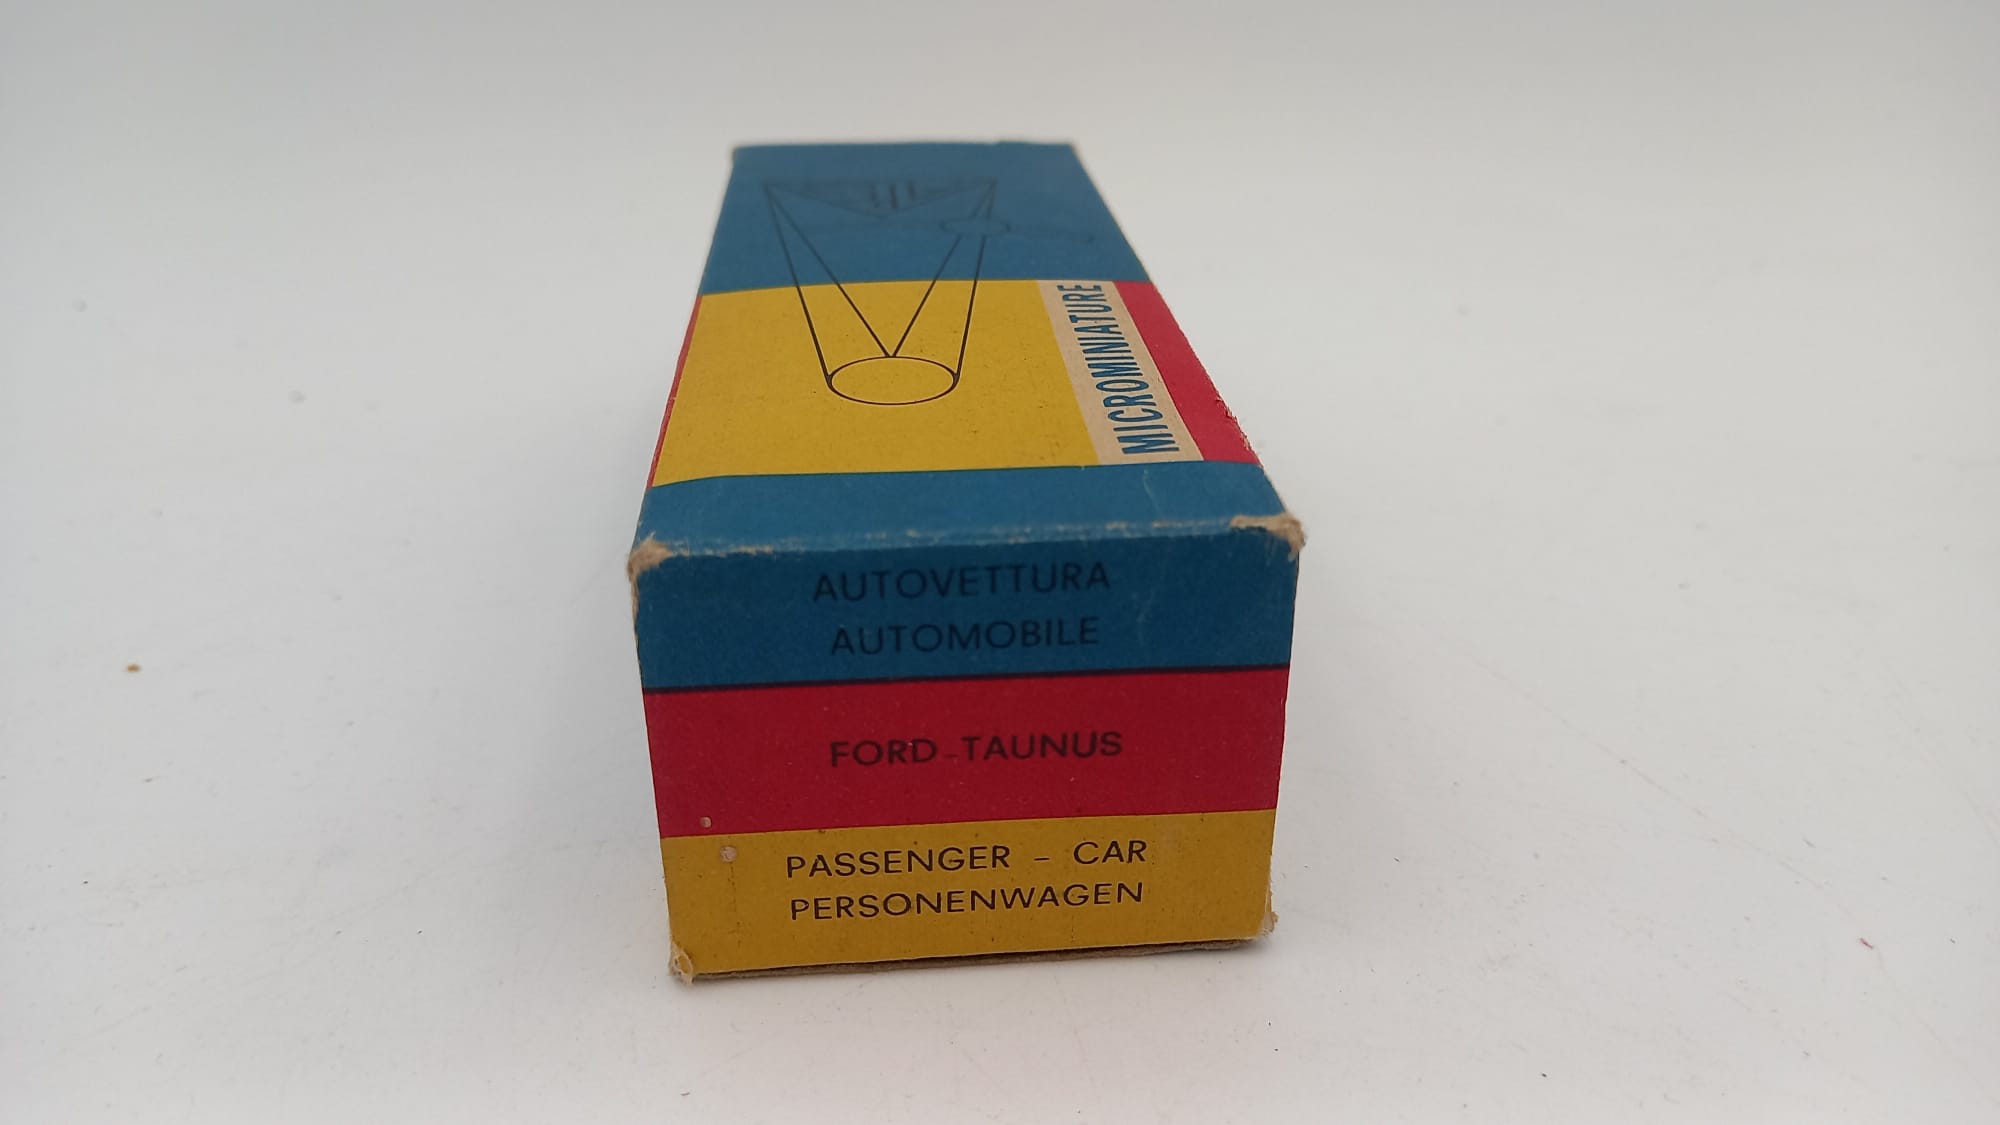 MICROMINIATURE
AUTOVETTURA
AUTOMOBILE
FORD-TAUNUS
PASSENGER - CAR
PERSONENWAGEN